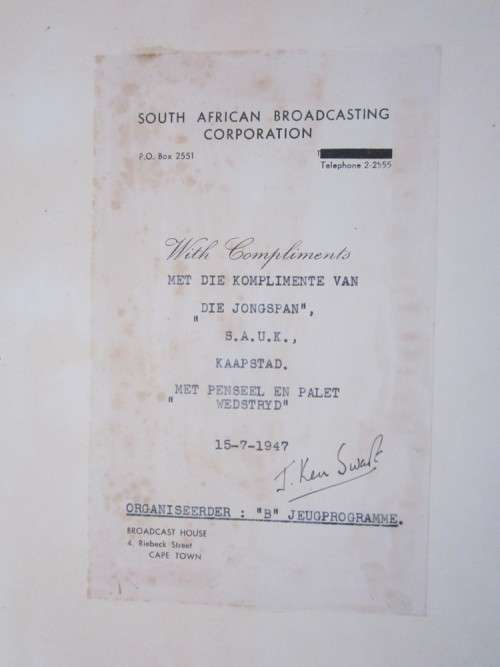 SOUTH AFRICAN BROADCASTING
CORPORATION
P.O. Box 2551
Telephone 2-2555
With Compliments
MET DIE KOMPLIMENTE VAN
"DIE JONGSPAN",
S.A.U.K.,
KAAPSTAD.
"MET PENSEEL EN PALET
WEDSTRYD"
15-7-1947
J. Ken Swart
ORGANISEERDER : "B" JEUGPROGRAMME.
BROADCAST HOUSE
4, Riebeck Street
CAPE TOWN